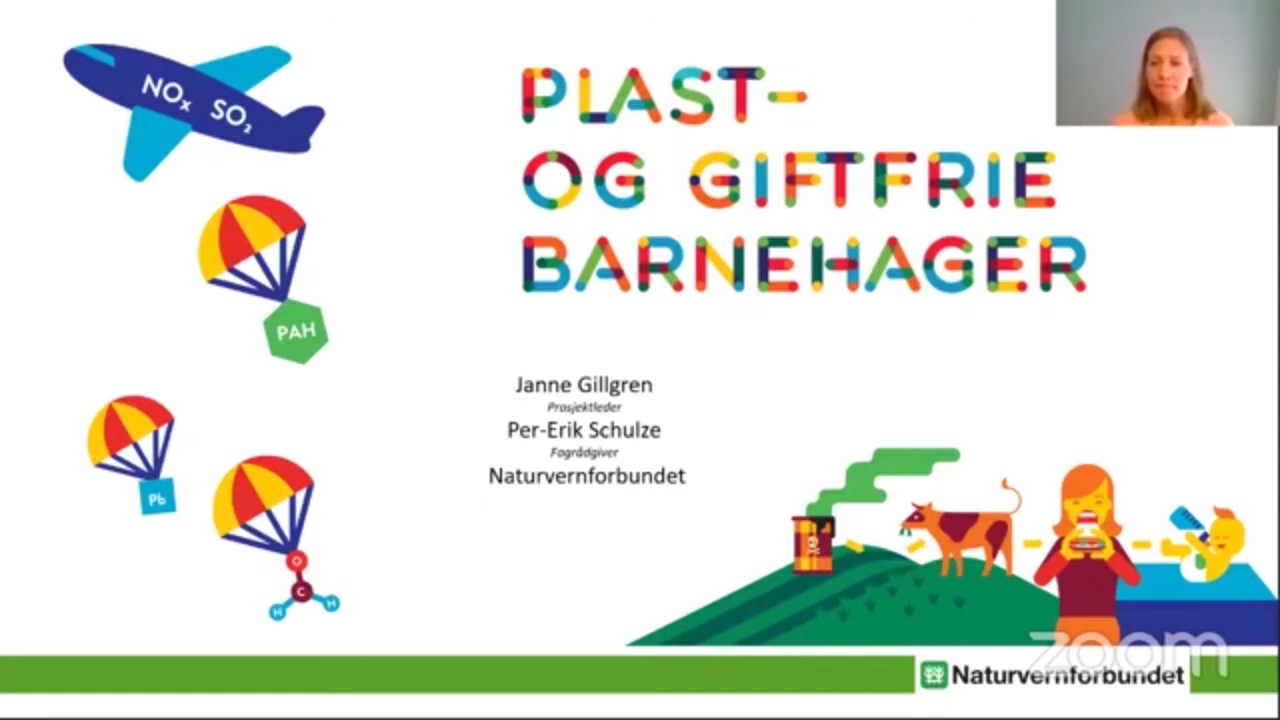 NOx SO2
PLAST-
OG GIFTFRIE
BARNEHAGER
PAH
Janne Gillgren
Prosjektleder
Per-Erik Schulze
Fagrådgiver
Naturvernforbundet
Pb
O
C
H H
zoom
Naturvernforbundet